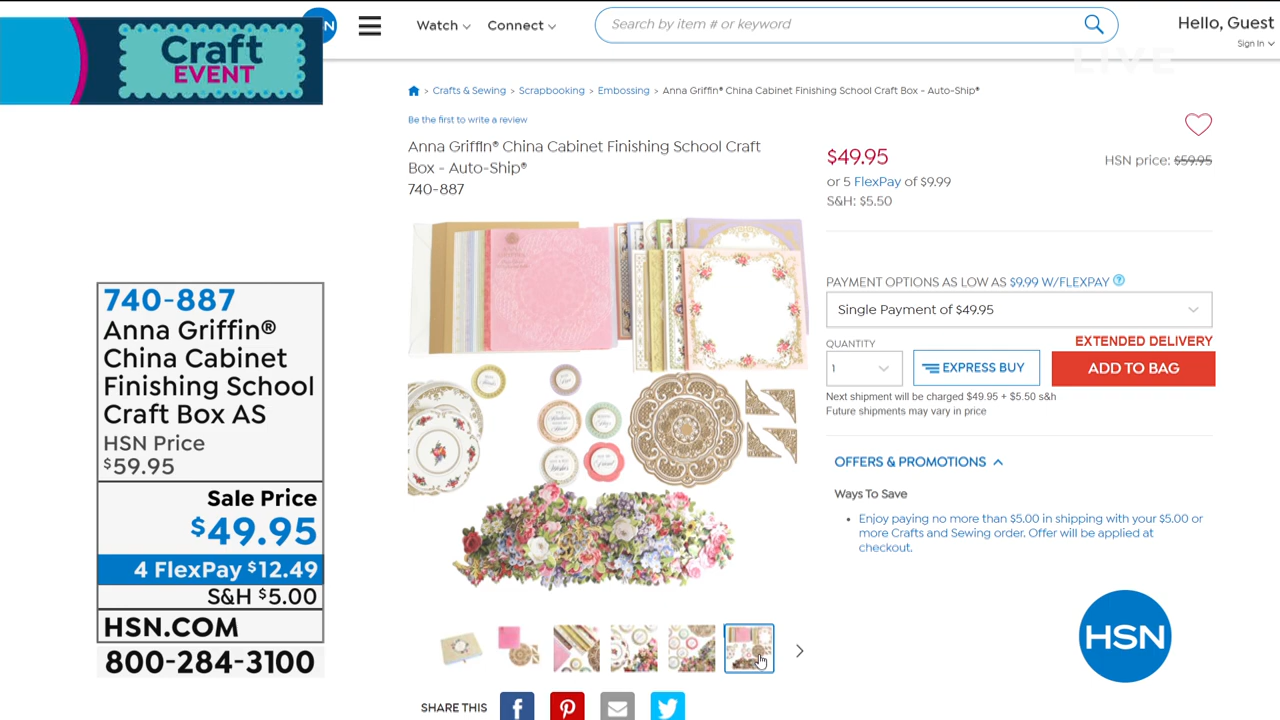 Craft
EVENT
N
Watch
Connect
Search by item # or keyword
Hello, Guest
Sign In
LIVE
> Crafts & Sewing > Scrapbooking > Embossing > Anna Griffin® China Cabinet Finishing School Craft Box - Auto-Ship®
Be the first to write a review
Anna Griffin® China Cabinet Finishing School Craft
Box - Auto-Ship®
740-887
$49.95
HSN price: $59.95
or 5 FlexPay of $9.99
S&H: $5.50
PAYMENT OPTIONS AS LOW AS $9.99 W/FLEXPAY ?
Single Payment of $49.95
EXTENDED DELIVERY
QUANTITY
1
EXPRESS BUY
ADD TO BAG
Next shipment will be charged $49.95 + $5.50 s&h
Future shipments may vary in price
OFFERS & PROMOTIONS
Ways To Save
• Enjoy paying no more than $5.00 in shipping with your $5.00 or
more Crafts and Sewing order. Offer will be applied at
checkout.
740-887
Anna Griffin®
China Cabinet
Finishing School
Craft Box AS
HSN Price
$59.95
Sale Price
$49.95
4 FlexPay $12.49
S&H $5.00
HSN.COM
800-284-3100
HSN
SHARE THIS